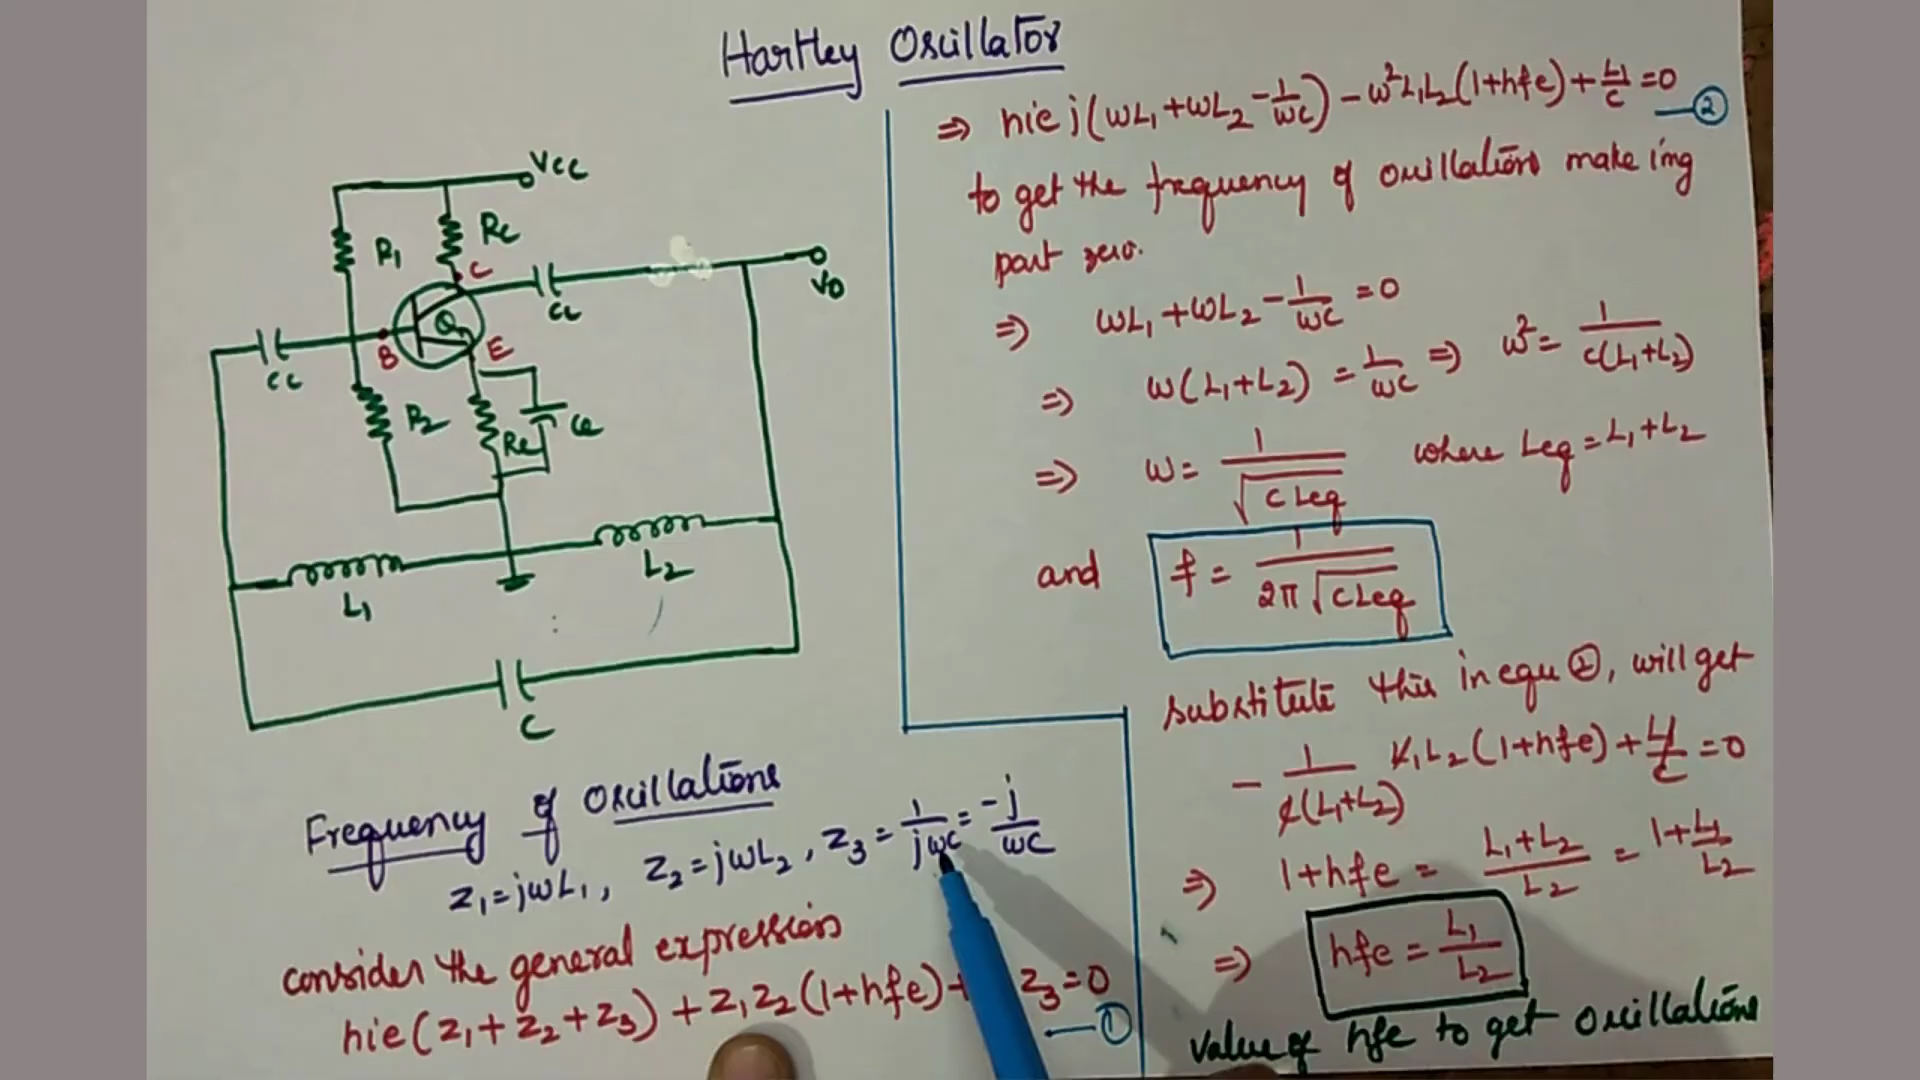 Hartley Oscillator
VCC
R1
RC
C
CC
VO
CC
B
E
R2
Re
Ce
L1
L2
C
Frequency of Oscillations
Z1=jωL1, Z2=jωL2, Z3=1/jωC=-j/ωC
consider the general expression
hie(Z1+Z2+Z3)+Z1Z2(1+hfe)+ Z3=0 —①
⇒ hie j(ωL1+ωL2-1/ωC)-ω²L1L2(1+hfe)+L1/C=0 —②
to get the frequency of oscillations make img
part zero.
⇒ ωL1+ωL2-1/ωC=0
⇒ ω(L1+L2)=1/ωC ⇒ ω²=1/C(L1+L2)
⇒ ω=1/√CLeq where Leq=L1+L2
and f=1/2π√CLeq
substitute this in equ②, will get
-1/C(L1+L2) L1L2(1+hfe)+L1/C=0
⇒ 1+hfe=L1+L2/L2=1+L1/L2
⇒ hfe=L1/L2
value of hfe to get oscillations